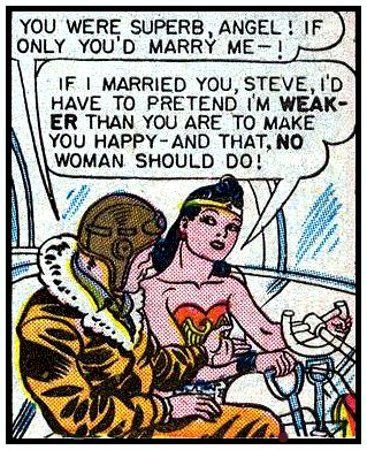 YOU WERE SUPERB, ANGEL! IF
ONLY YOU'D MARRY ME—!
IF I MARRIED YOU, STEVE, I'D
HAVE TO PRETEND I'M WEAK-
ER THAN YOU ARE TO MAKE
YOU HAPPY-AND THAT, NO
WOMAN SHOULD DO!